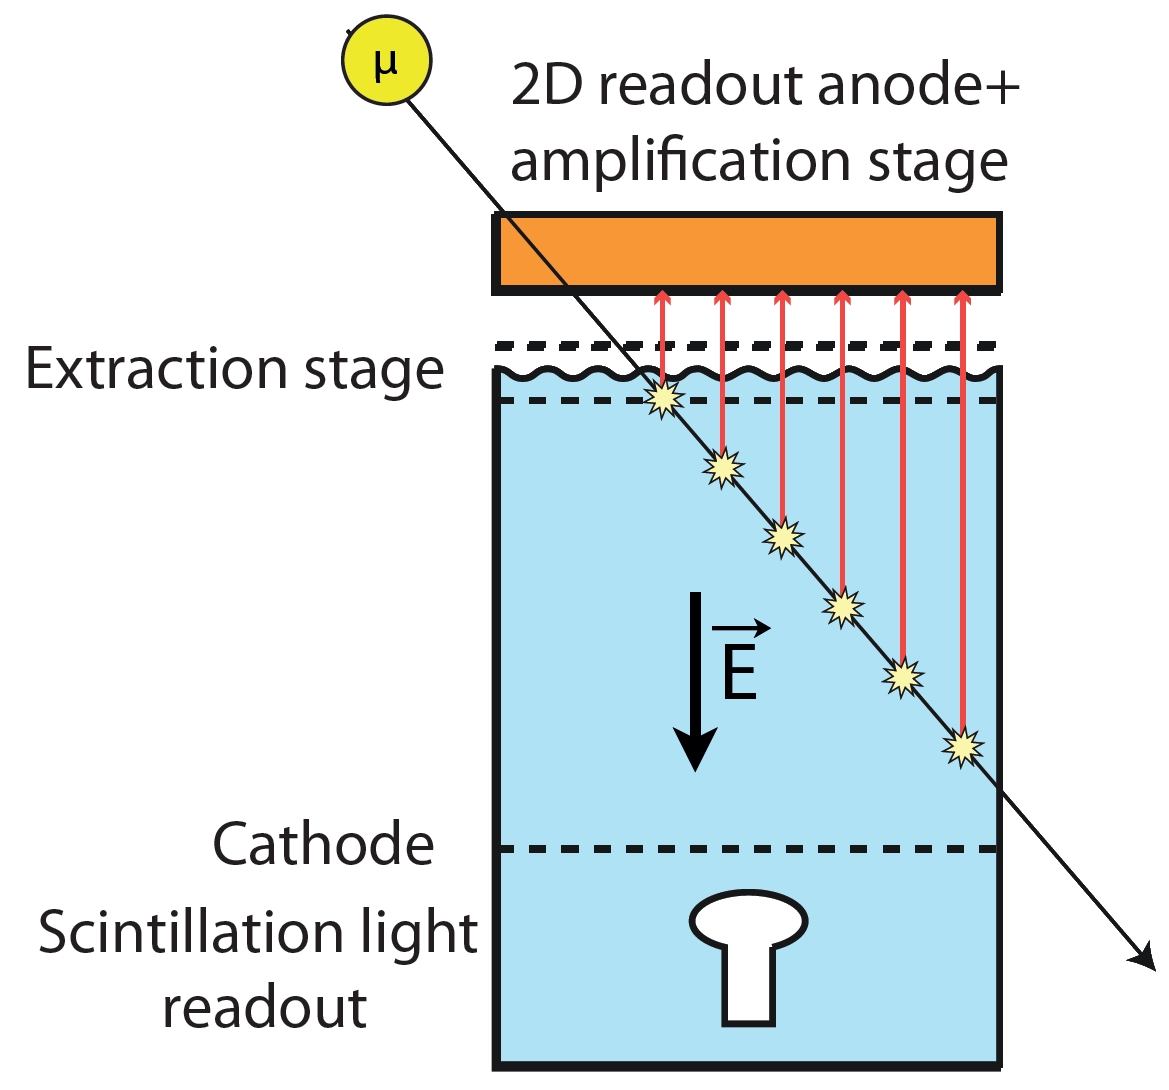 μ
2D readout anode+
amplification stage
Extraction stage
E
Cathode
Scintillation light
readout